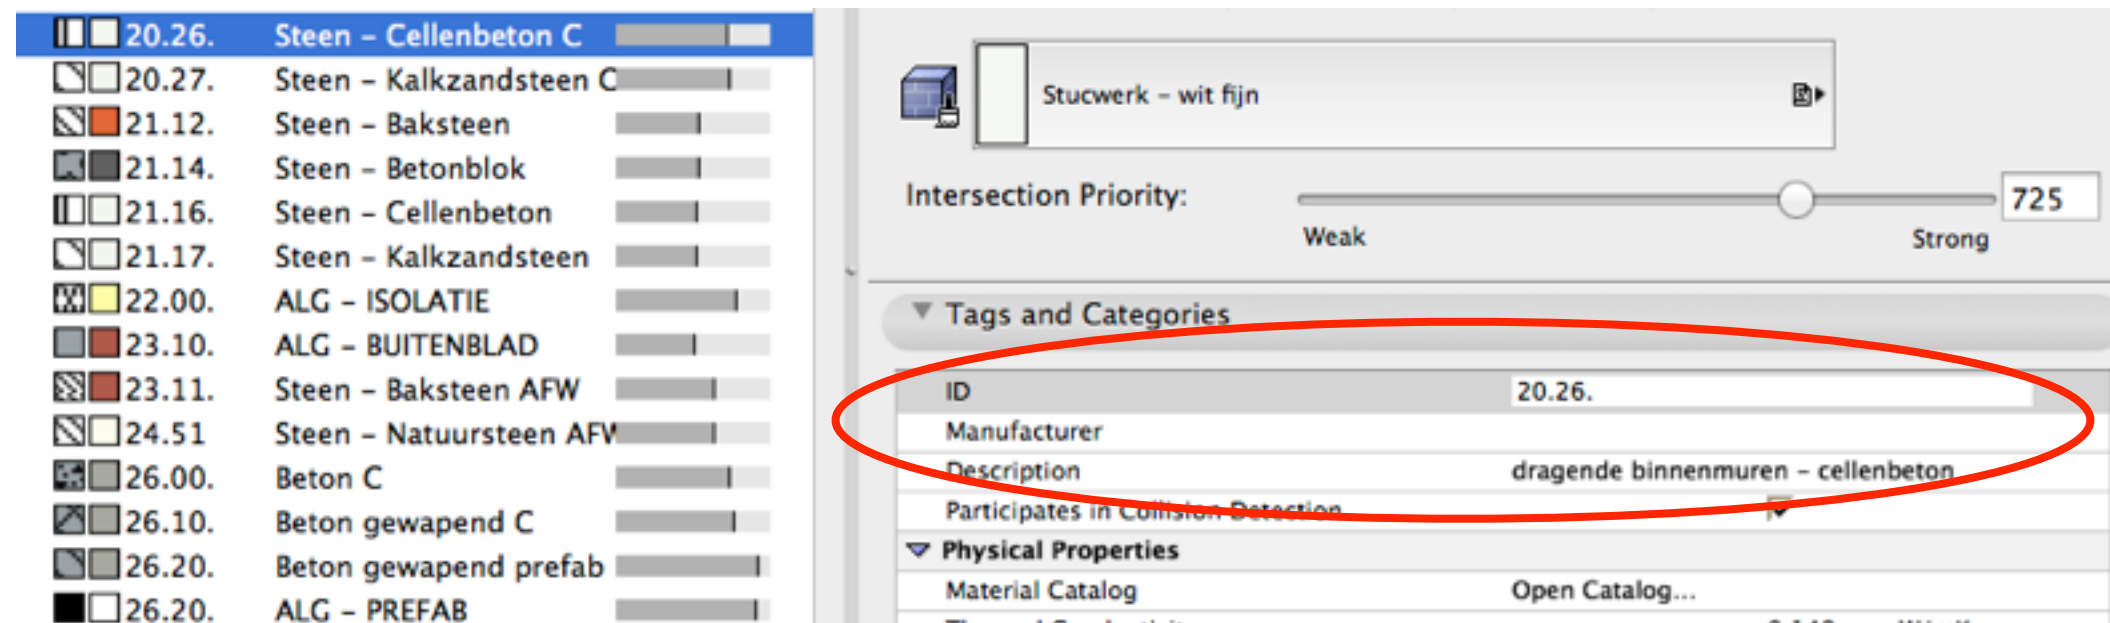 20.26. Steen – Cellenbeton C
20.27. Steen – Kalkzandsteen C
21.12. Steen – Baksteen
21.14. Steen – Betonblok
21.16. Steen – Cellenbeton
21.17. Steen – Kalkzandsteen
22.00. ALG – ISOLATIE
23.10. ALG – BUITENBLAD
23.11. Steen – Baksteen AFW
24.51 Steen – Natuursteen AFW
26.00. Beton C
26.10. Beton gewapend C
26.20. Beton gewapend prefab
26.20. ALG – PREFAB
Stucwerk – wit fijn
Intersection Priority: 725
Weak Strong
Tags and Categories
ID 20.26.
Manufacturer
Description dragende binnenmuren – cellenbeton
Participates in Collision Detection
Physical Properties
Material Catalog Open Catalog...